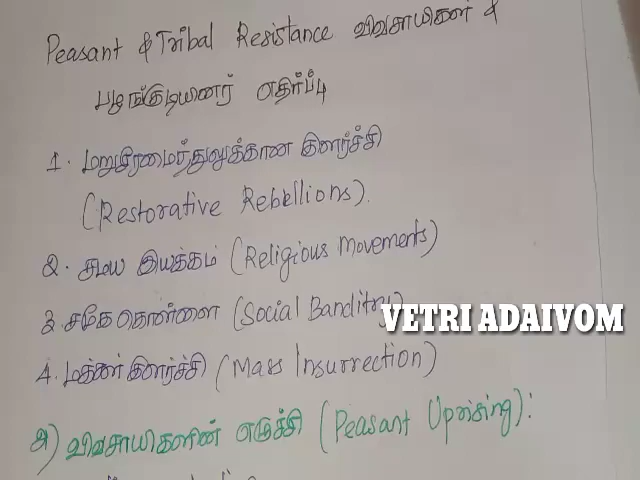 Peasant & Tribal Resistance விவசாயிகள் &
பழங்குடியினர் எதிர்ப்பு
1. மறுசீரமைத்தலுக்கான கிளர்ச்சி
(Restorative Rebellions).
2. சமய இயக்கம் (Religious Movements)
3. சமூக கொள்ளை (Social Banditry)
VETRI ADAIVOM
4. மக்கள் கிளர்ச்சி (Mass Insurrection)
அ) விவசாயிகளின் எழுச்சி (Peasant Uprising):